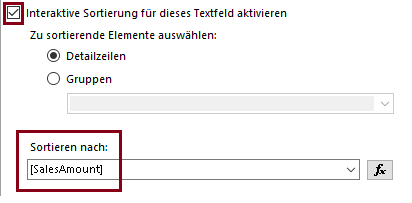 Interaktive Sortierung für dieses Textfeld aktivieren
Zu sortierende Elemente auswählen:
Detailzeilen
Gruppen
Sortieren nach:
[SalesAmount]
fx